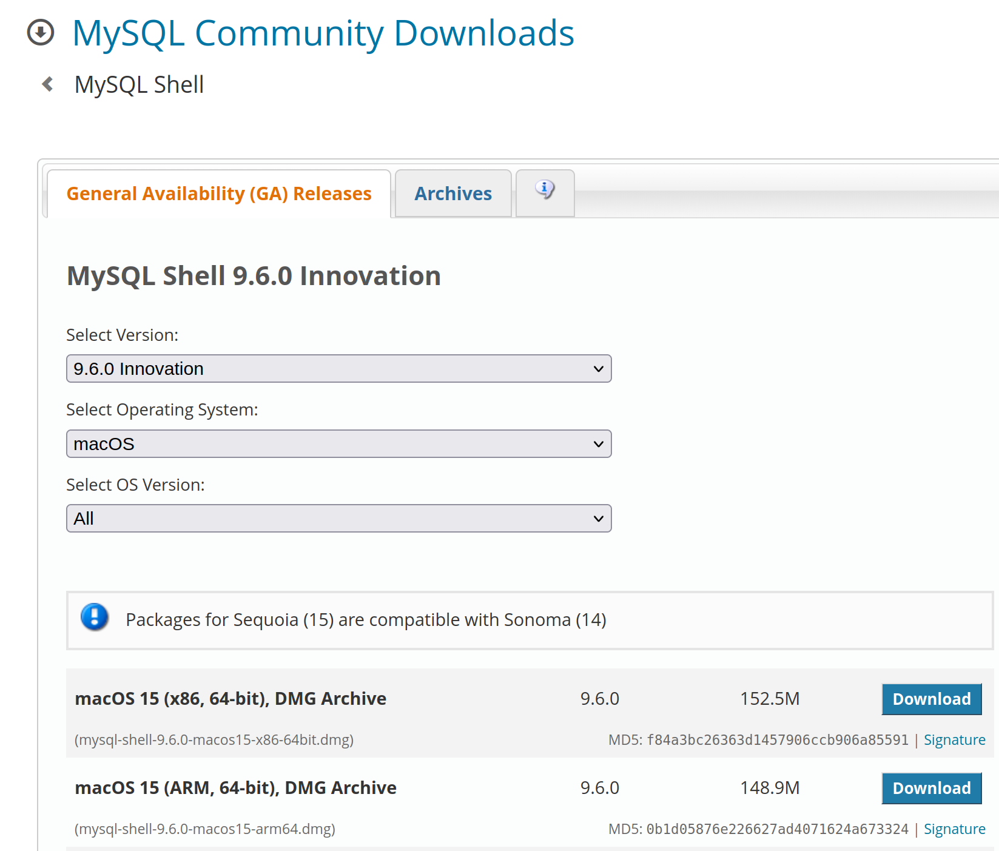 MySQL Community Downloads
MySQL Shell
General Availability (GA) Releases Archives
MySQL Shell 9.6.0 Innovation
Select Version:
9.6.0 Innovation
Select Operating System:
macOS
Select OS Version:
All
Packages for Sequoia (15) are compatible with Sonoma (14)
macOS 15 (x86, 64-bit), DMG Archive 9.6.0 152.5M Download
(mysql-shell-9.6.0-macos15-x86-64bit.dmg) MD5: f84a3bc26363d1457906ccb906a85591 | Signature
macOS 15 (ARM, 64-bit), DMG Archive 9.6.0 148.9M Download
(mysql-shell-9.6.0-macos15-arm64.dmg) MD5: 0b1d05876e226627ad4071624a673324 | Signature